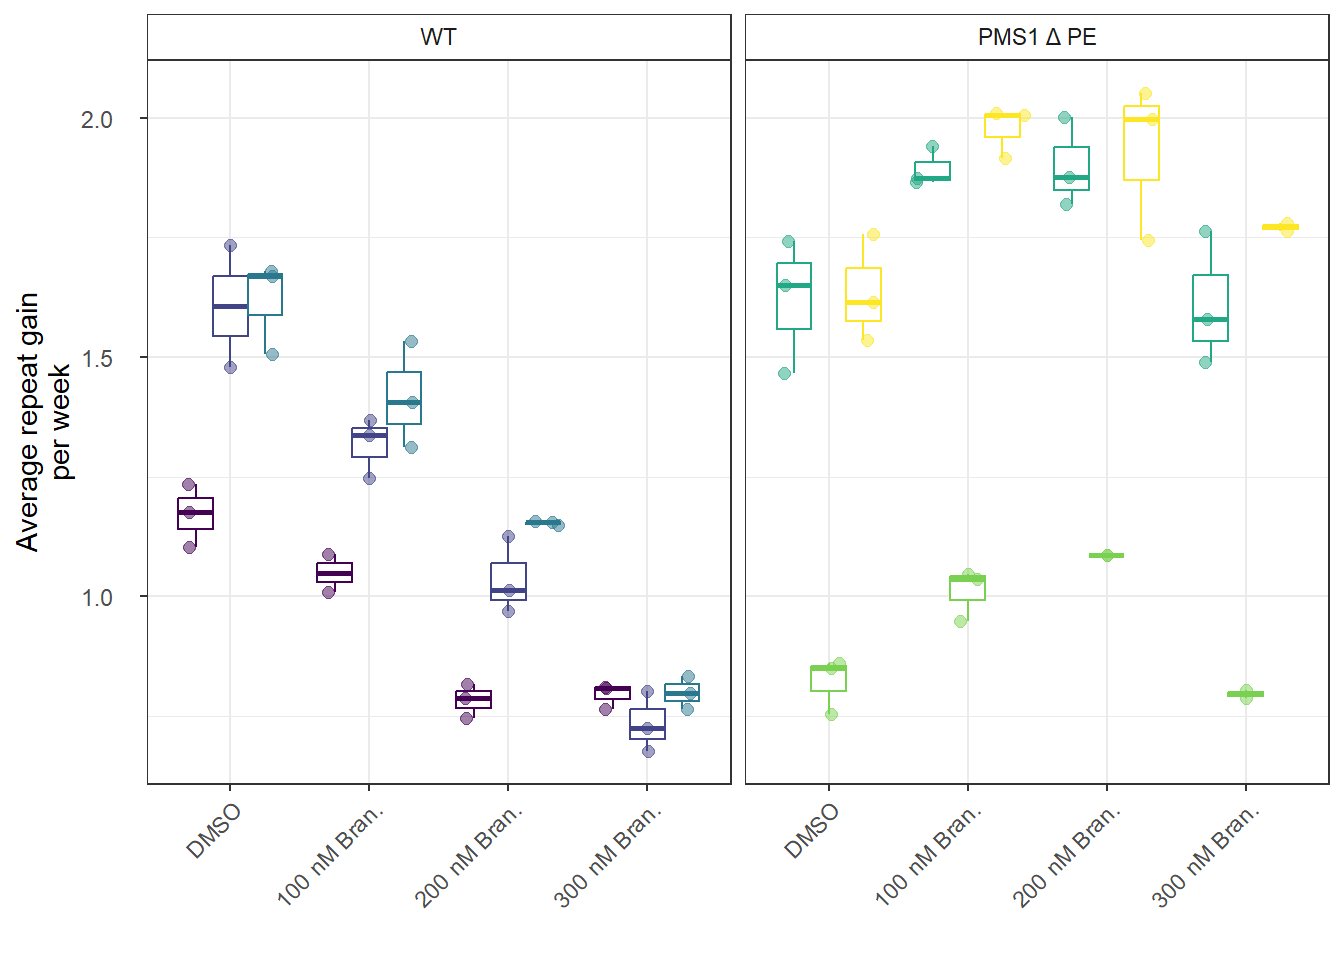 WT
PMS1 Δ PE
Average repeat gain
per week
2.0
1.5
1.0
DMSO
100 nM Bran.
200 nM Bran.
300 nM Bran.
DMSO
100 nM Bran.
200 nM Bran.
300 nM Bran.